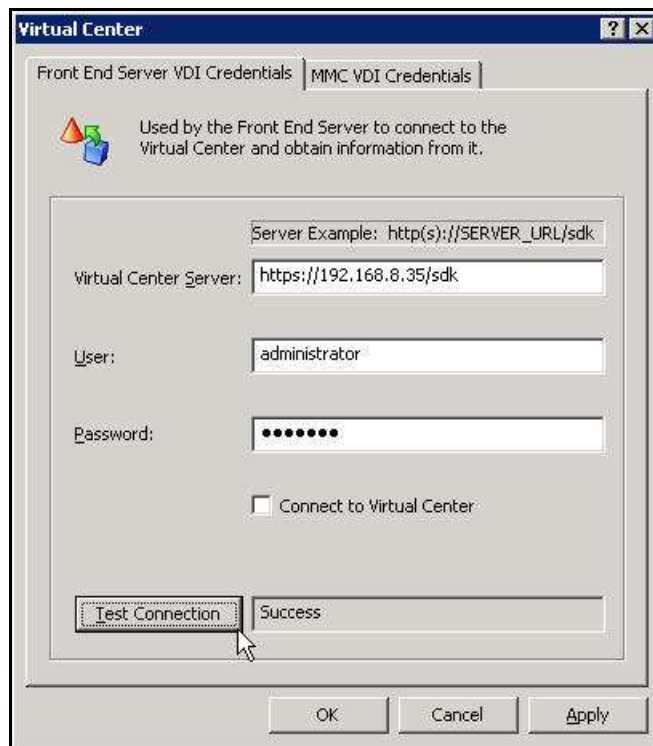 Virtual Center
Front End Server VDI Credentials
MMC VDI Credentials
Used by the Front End Server to connect to the
Virtual Center and obtain information from it.
Server Example: http(s)://SERVER_URL/sdk
Virtual Center Server: https://192.168.8.35/sdk
User: administrator
Password: •••••••
Connect to Virtual Center
Test Connection Success
OK Cancel Apply